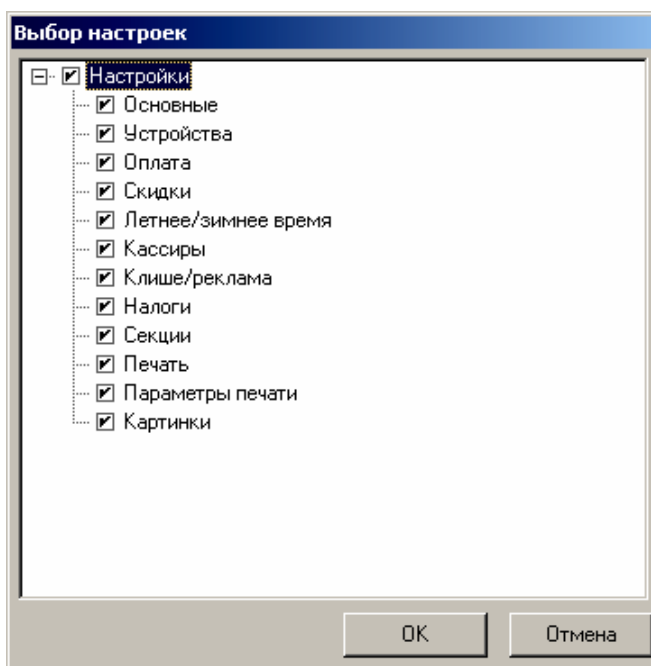 Выбор настроек
Настройки
Основные
Устройства
Оплата
Скидки
Летнее/зимнее время
Кассиры
Клише/реклама
Налоги
Секции
Печать
Параметры печати
Картинки
OK
Отмена